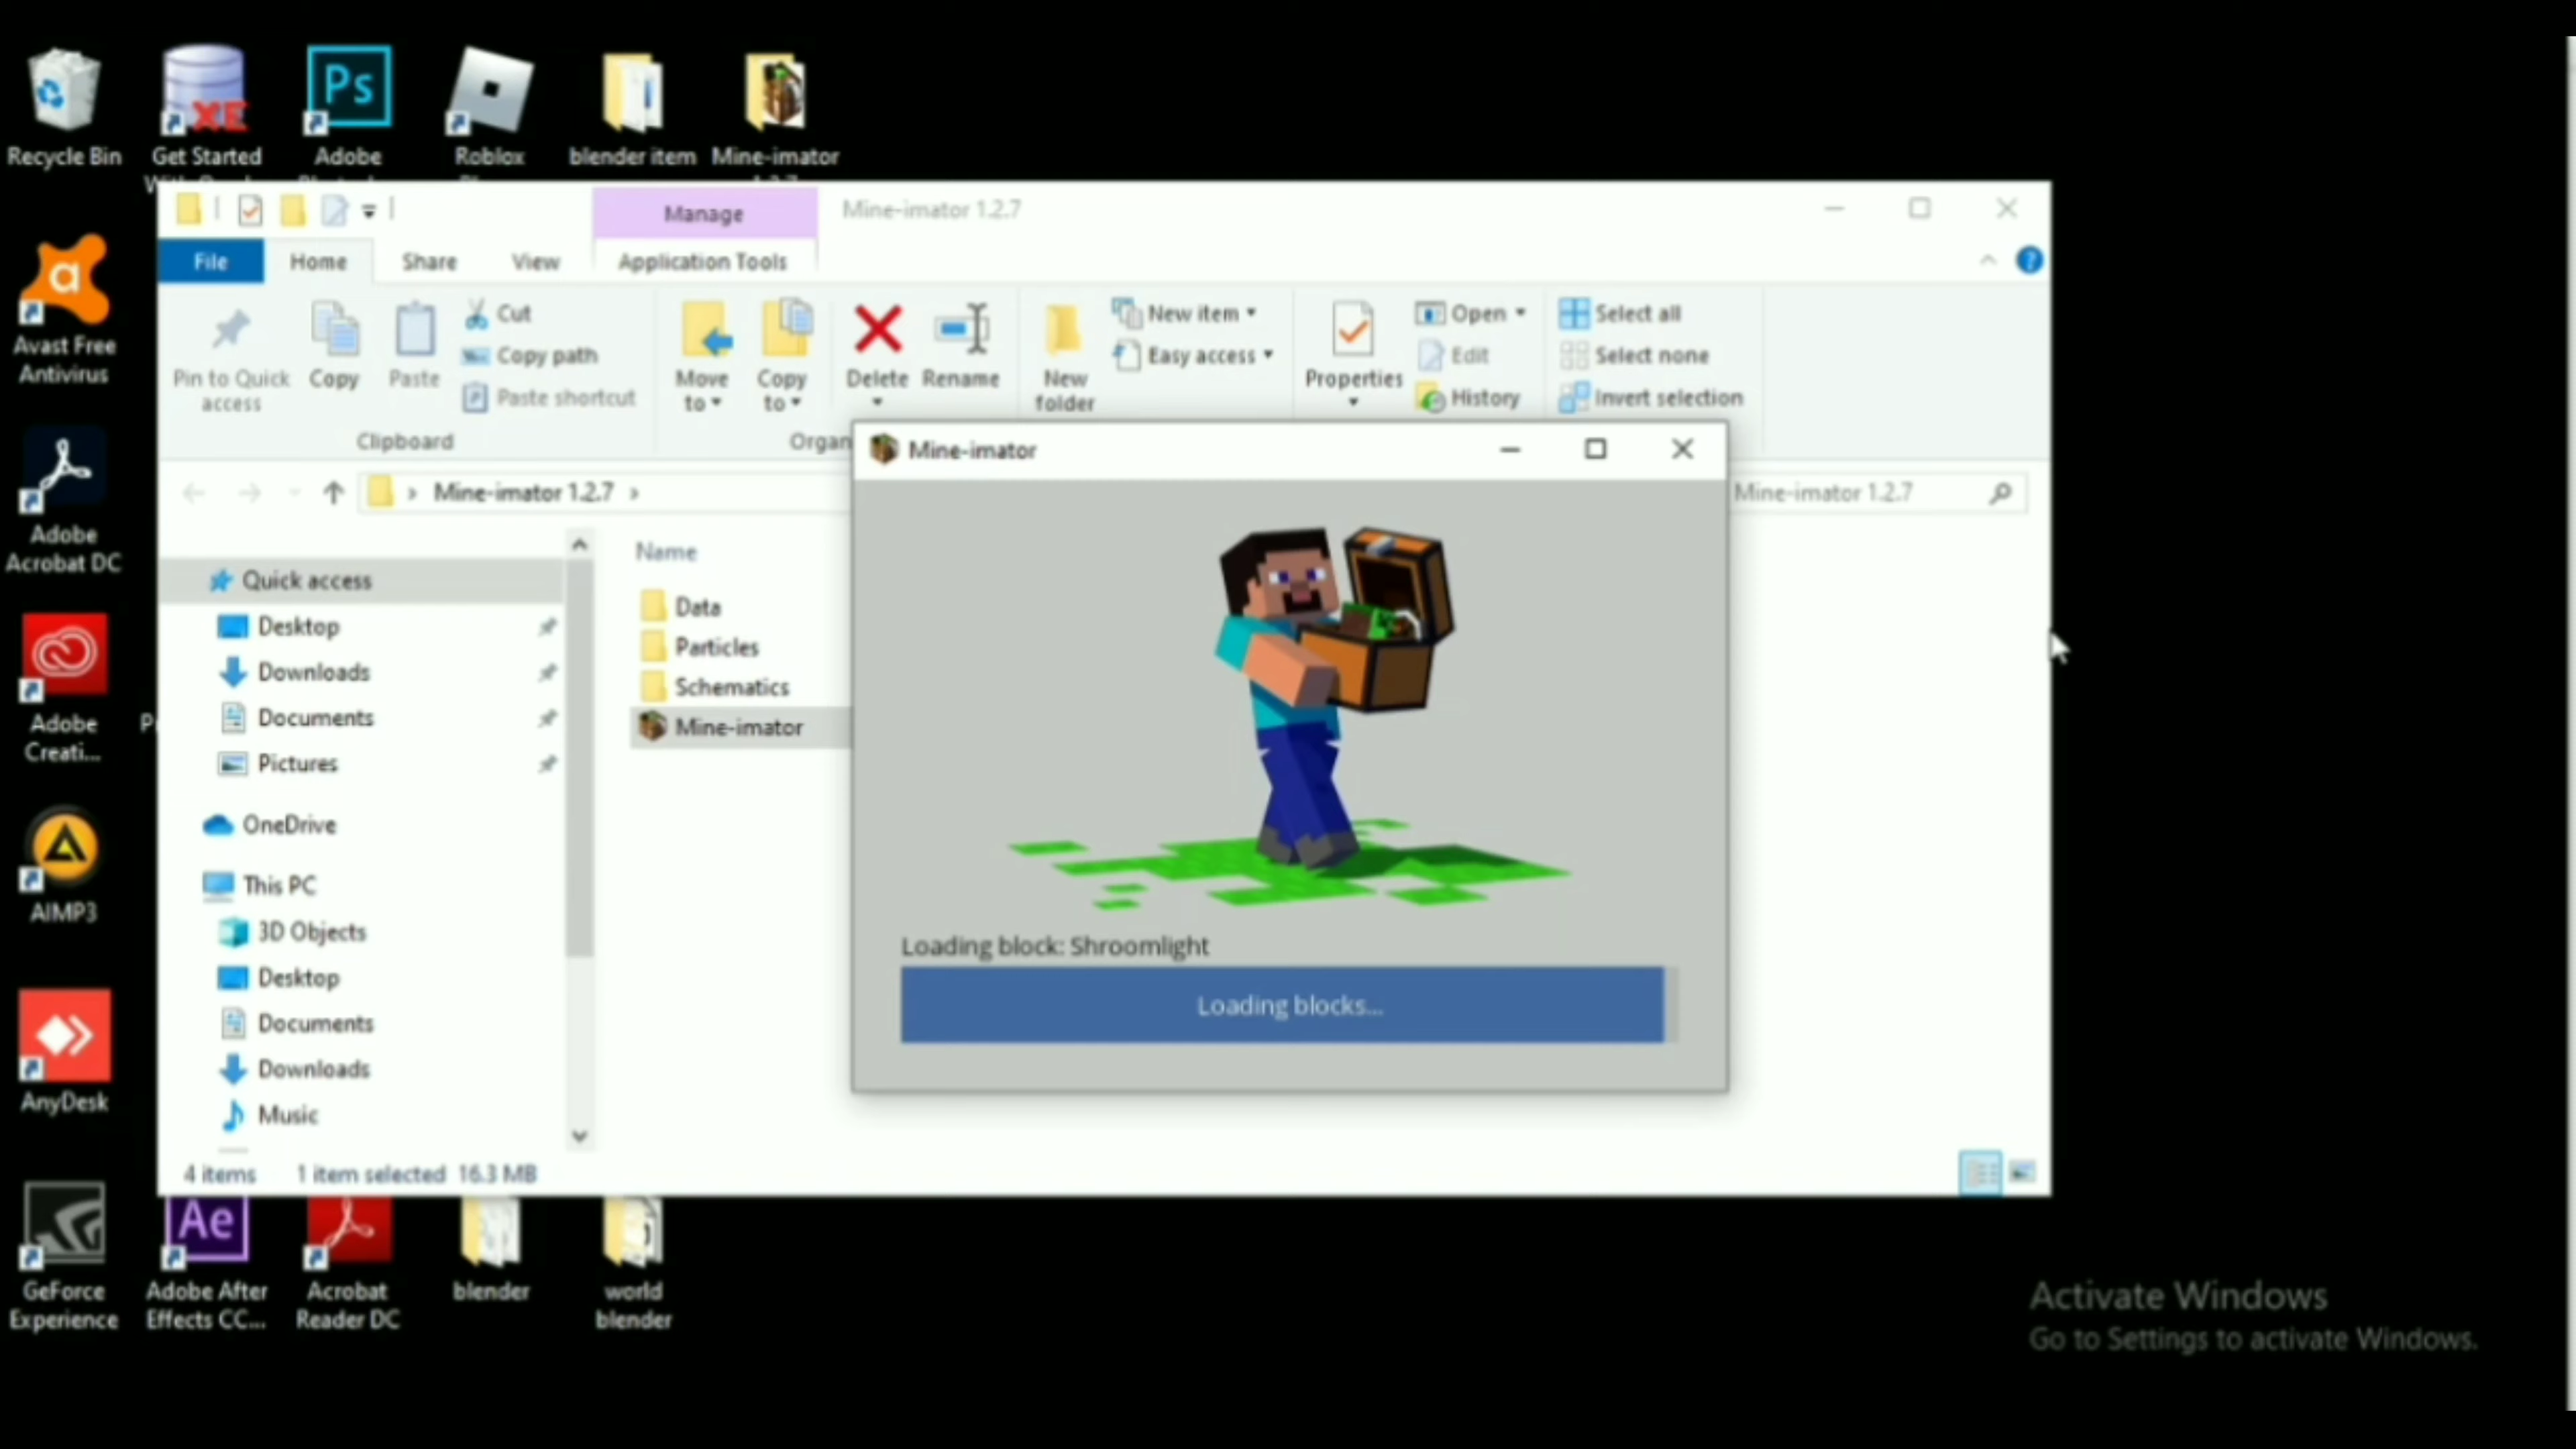 Recycle Bin
Get Started
Adobe
Roblox
blender item
Mine-imator
Ps
XE
Manage
Mine-imator 1.2.7
File
Home
Share
View
Application Tools
Pin to Quick
access
Copy
Paste
Cut
Copy path
Paste shortcut
Clipboard
Move
to
Copy
to
Delete
Rename
Organ
New
folder
New item
Easy access
Properties
Open
Edit
History
Select all
Select none
Invert selection
Avast Free
Antivirus
Adobe
Acrobat DC
Adobe
Creati...
AIMP3
AnyDesk
GeForce
Experience
Mine-imator 1.2.7
Mine-imator 1.2.7
Quick access
Desktop
Downloads
Documents
Pictures
OneDrive
This PC
3D Objects
Desktop
Documents
Downloads
Music
Name
Data
Particles
Schematics
Mine-imator
4 items
1 item selected 16.3 MB
Mine-imator
Loading block: Shroomlight
Loading blocks...
Ae
Adobe After
Effects CC...
Acrobat
Reader DC
blender
world
blender
Activate Windows
Go to Settings to activate Windows.